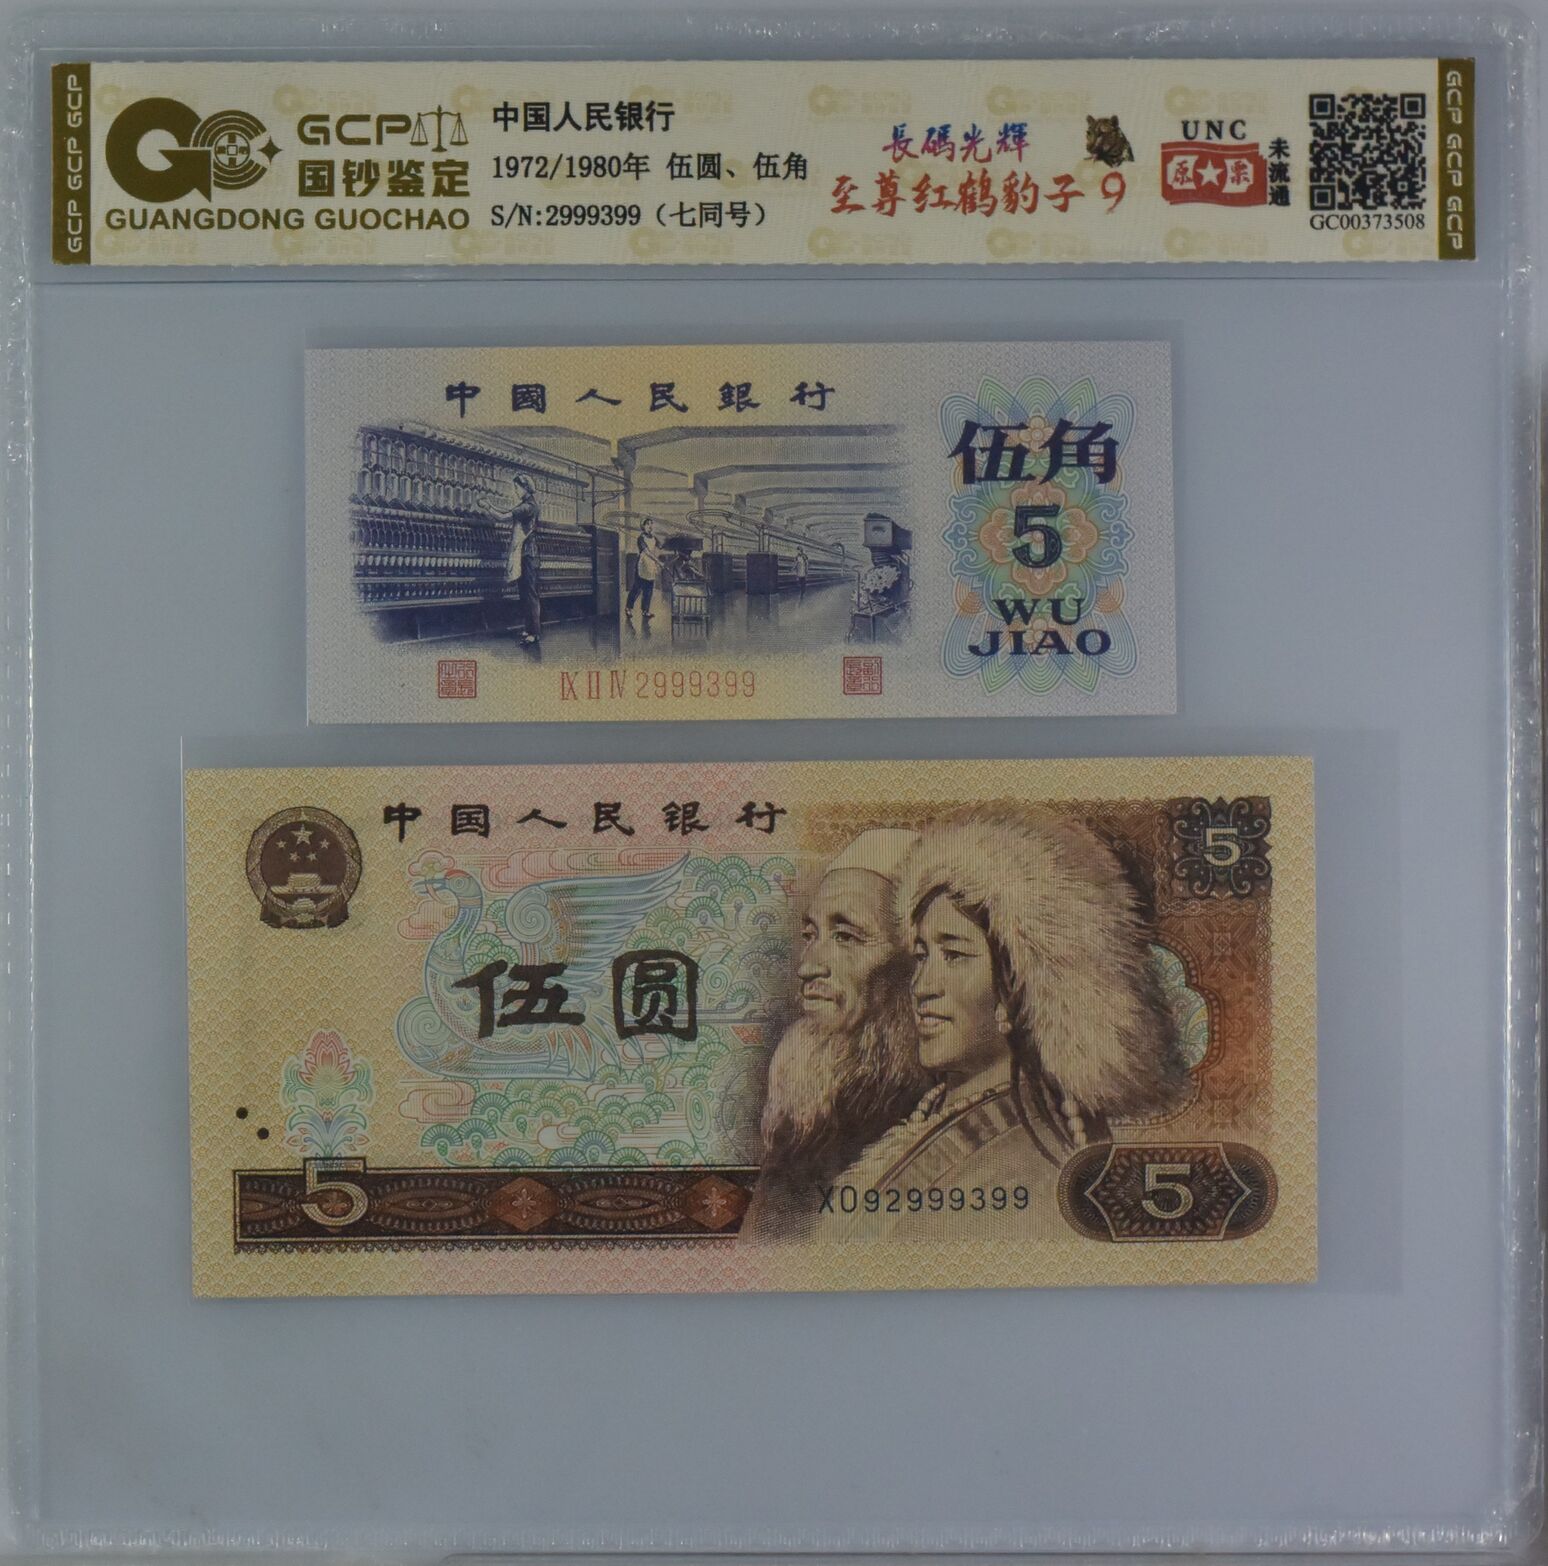 GCP GCP GCP
GCP
国钞鉴定
GUANGDONG GUOCHAO
中国人民银行
1972/1980年 伍圆、伍角
S/N:2999399（七同号）
長碼光輝
至尊红鹤豹子 9
UNC
原★票
未流通
GC00373508
GCP GCP GCP
中國人民銀行
伍角
5
WU
JIAO
IX II IV 2999399
中国人民银行
5
伍圆
5
XO92999399
5